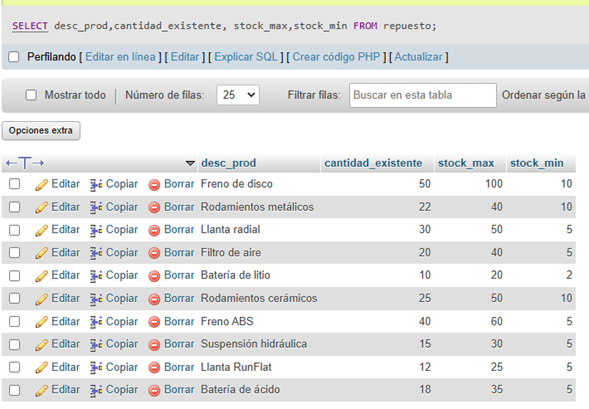 SELECT desc_prod,cantidad_existente, stock_max,stock_min FROM repuesto;
Perfilando [ Editar en línea ] [ Editar ] [ Explicar SQL ] [ Crear código PHP ] [ Actualizar ]
Mostrar todo Número de filas: 25 Filtrar filas: Buscar en esta tabla Ordenar según la
Opciones extra
←T→ desc_prod cantidad_existente stock_max stock_min
Editar Copiar Borrar Freno de disco 50 100 10
Editar Copiar Borrar Rodamientos metálicos 22 40 10
Editar Copiar Borrar Llanta radial 30 50 5
Editar Copiar Borrar Filtro de aire 20 40 5
Editar Copiar Borrar Batería de litio 10 20 2
Editar Copiar Borrar Rodamientos cerámicos 25 50 10
Editar Copiar Borrar Freno ABS 40 60 5
Editar Copiar Borrar Suspensión hidráulica 15 30 5
Editar Copiar Borrar Llanta RunFlat 12 25 5
Editar Copiar Borrar Batería de ácido 18 35 5